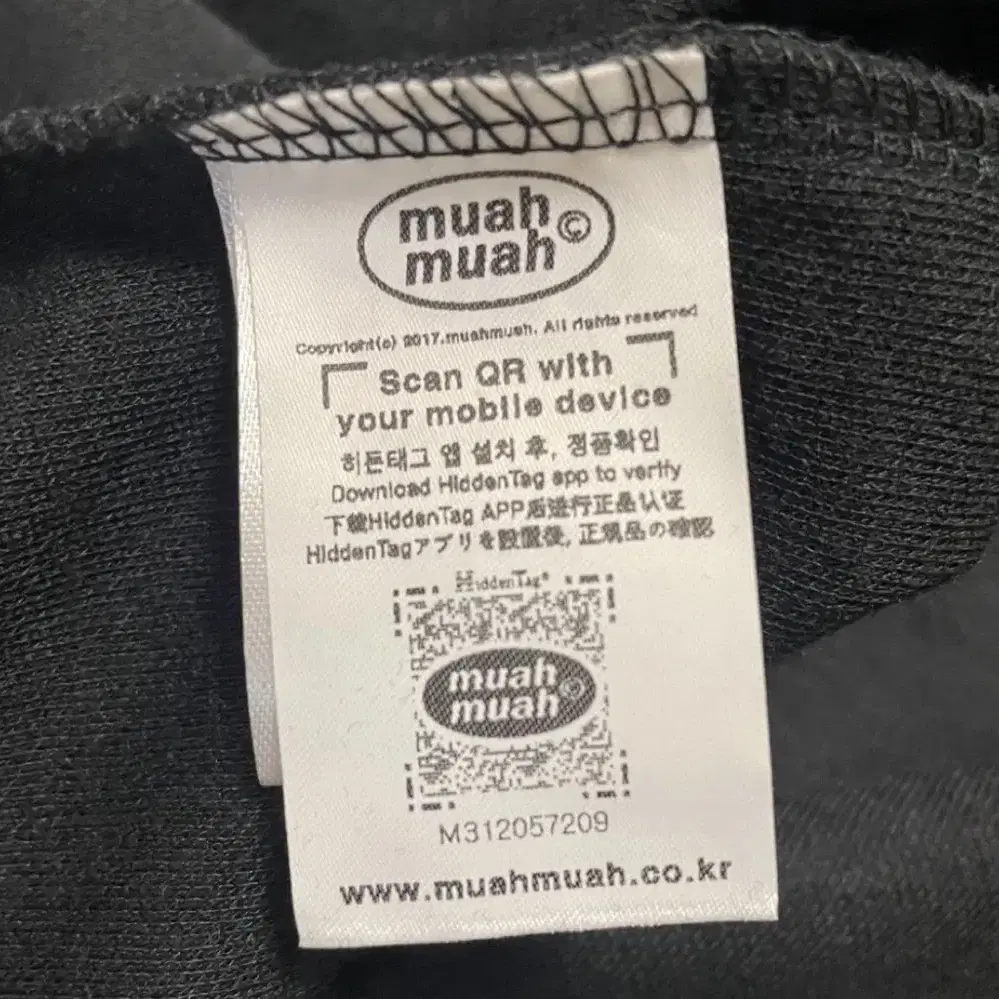 muah
muah ©
Copyright(c) 2017.muahmuah. All rights reserved
Scan QR with
your mobile device
히든태그 앱 설치 후, 정품확인
Download HiddenTag app to verify
下载HiddenTag APP后进行正品认证
HiddenTagアプリを設置後, 正規品の確認
HiddenTag®
muah
muah ©
M312057209
www.muahmuah.co.kr